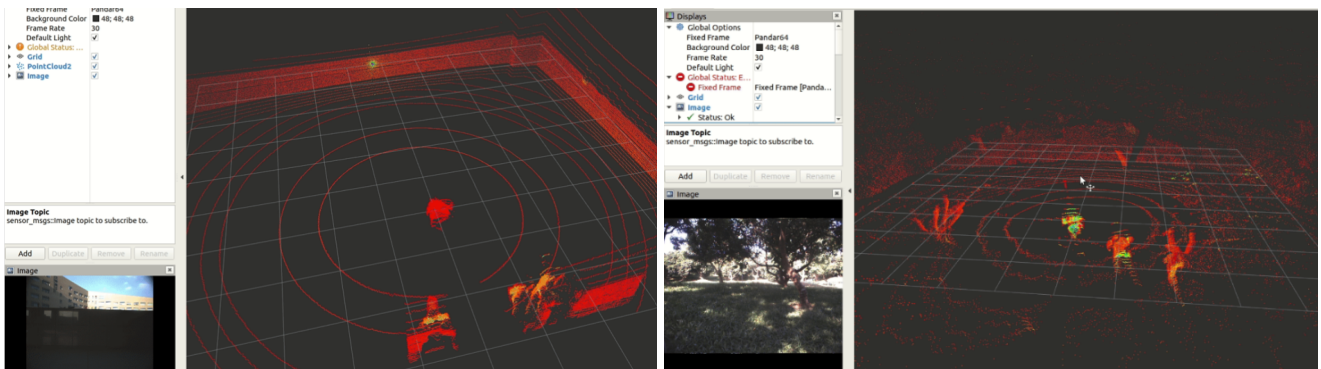 Fixed Frame Pandar64
Background Color 48; 48; 48
Frame Rate 30
Default Light
Global Status: ...
Grid
PointCloud2
Image
Image Topic
sensor_msgs::Image topic to subscribe to.
Add Duplicate Remove Rename
Image
Displays
Global Options
Fixed Frame Pandar64
Background Color 48; 48; 48
Frame Rate 30
Default Light
Global Status: E...
Fixed Frame Fixed Frame [Panda...
Grid
Image
Status: Ok
Image Topic
sensor_msgs::Image topic to subscribe to.
Add Duplicate Remove Rename
Image